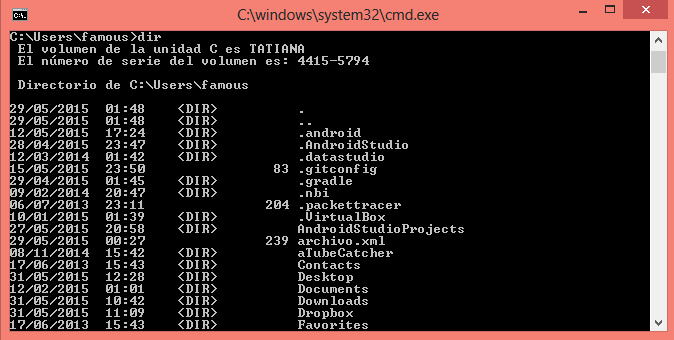 C:\windows\system32\cmd.exe
C:\Users\famous>dir
El volumen de la unidad C es TATIANA
El número de serie del volumen es: 4415-5794
Directorio de C:\Users\famous
29/05/2015  01:48    <DIR>          .
29/05/2015  01:48    <DIR>          ..
12/05/2015  17:24    <DIR>          .android
28/04/2015  23:47    <DIR>          .AndroidStudio
12/03/2014  01:42    <DIR>          .datastudio
15/05/2015  23:50                83 .gitconfig
29/04/2015  01:45    <DIR>          .gradle
09/02/2014  20:47    <DIR>          .nbi
06/07/2013  23:11               204 .packettracer
10/01/2015  01:39    <DIR>          .VirtualBox
27/05/2015  20:58    <DIR>          AndroidStudioProjects
29/05/2015  00:27               239 archivo.xml
08/11/2014  15:42    <DIR>          aTubeCatcher
17/06/2013  15:43    <DIR>          Contacts
31/05/2015  12:28    <DIR>          Desktop
12/02/2015  01:01    <DIR>          Documents
31/05/2015  10:42    <DIR>          Downloads
31/05/2015  11:09    <DIR>          Dropbox
17/06/2013  15:43    <DIR>          Favorites